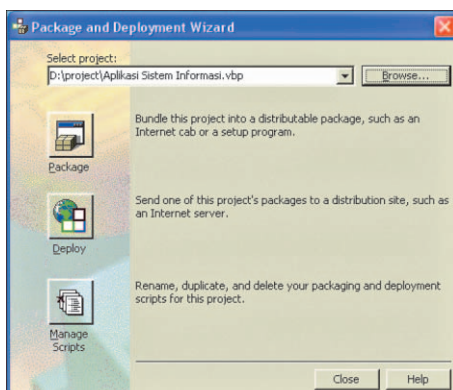 Package and Deployment Wizard
Select project:
D:\project\Aplikasi Sistem Informasi.vbp
Browse...
Bundle this project into a distributable package, such as an
Internet cab or a setup program.
Package
Send one of this project's packages to a distribution site, such as
an Internet server.
Deploy
Rename, duplicate, and delete your packaging and deployment
scripts for this project.
Manage
Scripts
Close
Help